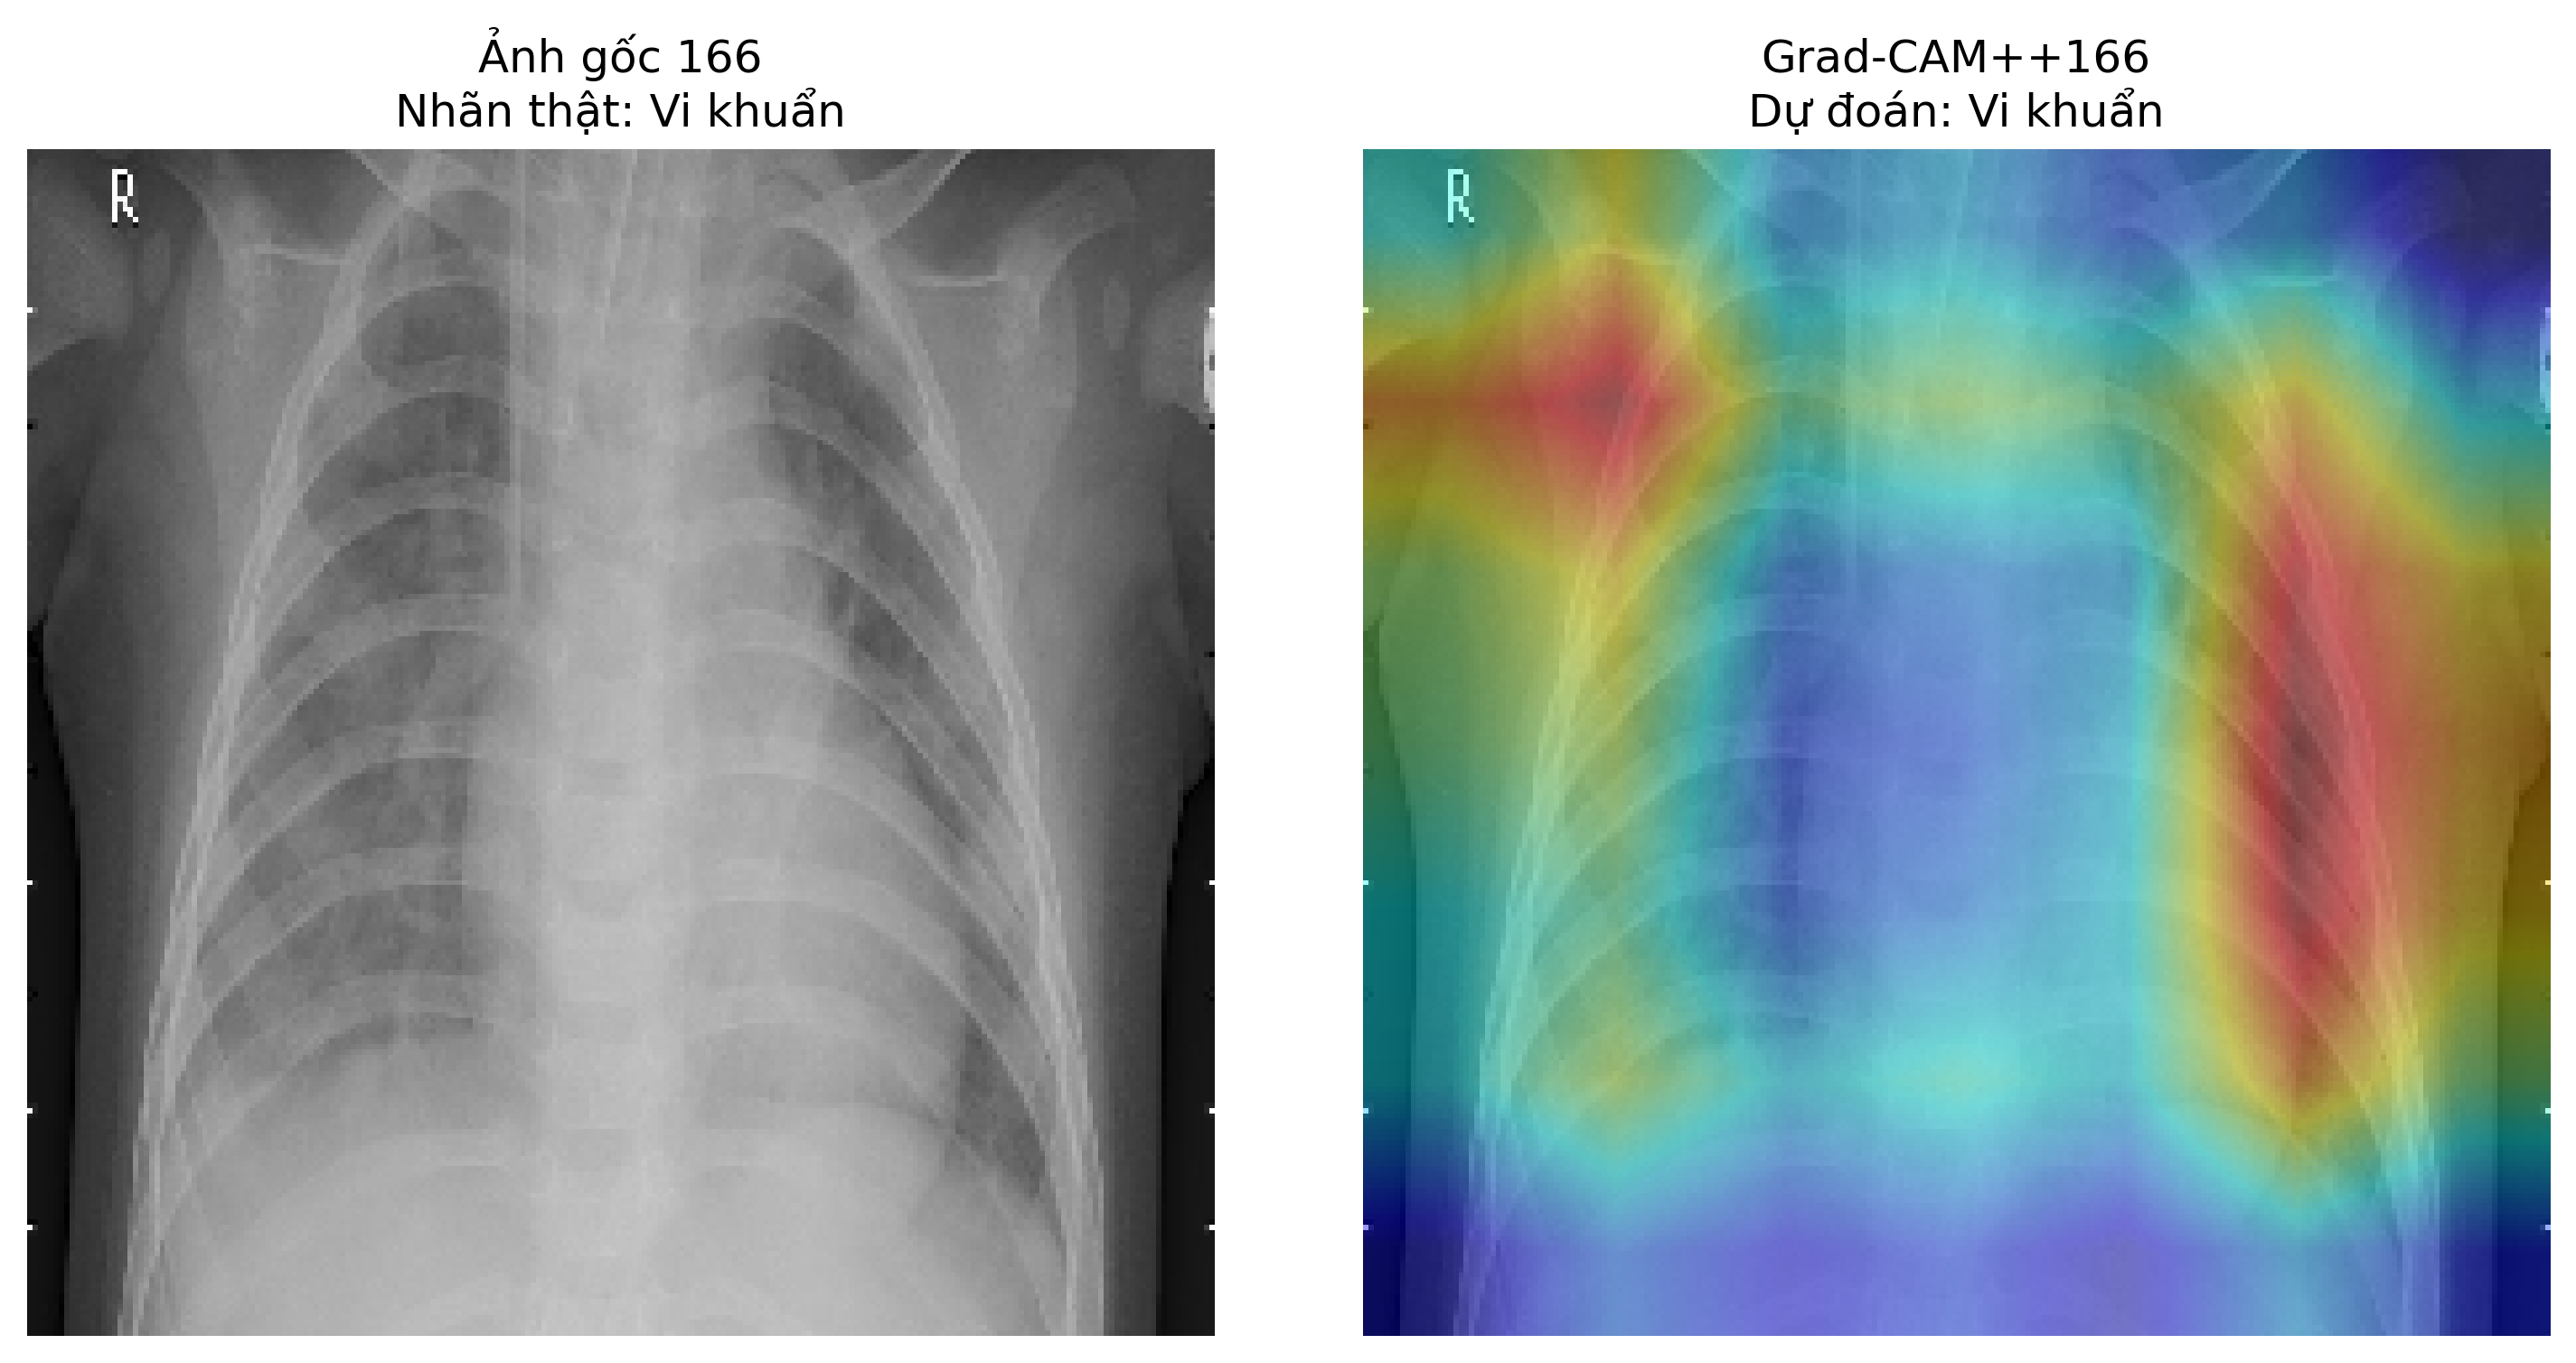 Ảnh gốc 166
Nhãn thật: Vi khuẩn
R
Grad-CAM++166
Dự đoán: Vi khuẩn
R